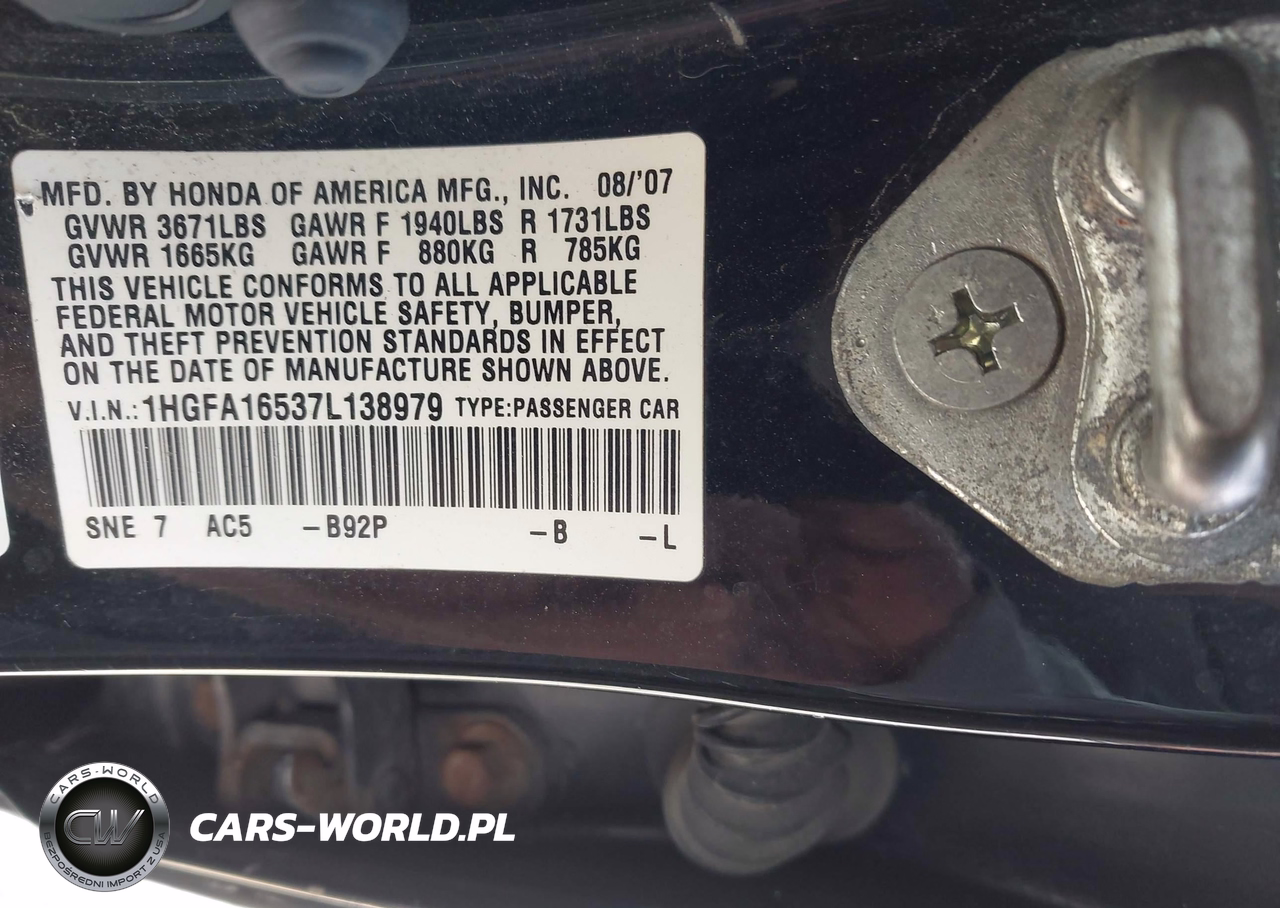 MFD. BY HONDA OF AMERICA MFG., INC. 08/'07
GVWR 3671LBS GAWR F 1940LBS R 1731LBS
GVWR 1665KG GAWR F 880KG R 785KG
THIS VEHICLE CONFORMS TO ALL APPLICABLE
FEDERAL MOTOR VEHICLE SAFETY, BUMPER,
AND THEFT PREVENTION STANDARDS IN EFFECT
ON THE DATE OF MANUFACTURE SHOWN ABOVE.
V.I.N.:1HGFA16537L138979 TYPE:PASSENGER CAR
SNE 7 AC5 –B92P –B –L
CARS-WORLD
CW
BEZPOŚREDNI IMPORT Z USA
CARS-WORLD.PL